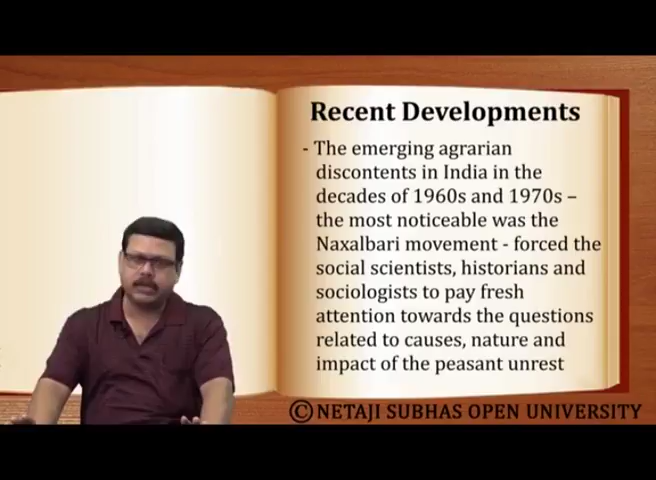 Recent Developments
- The emerging agrarian
discontents in India in the
decades of 1960s and 1970s –
the most noticeable was the
Naxalbari movement - forced the
social scientists, historians and
sociologists to pay fresh
attention towards the questions
related to causes, nature and
impact of the peasant unrest
© NETAJI SUBHAS OPEN UNIVERSITY